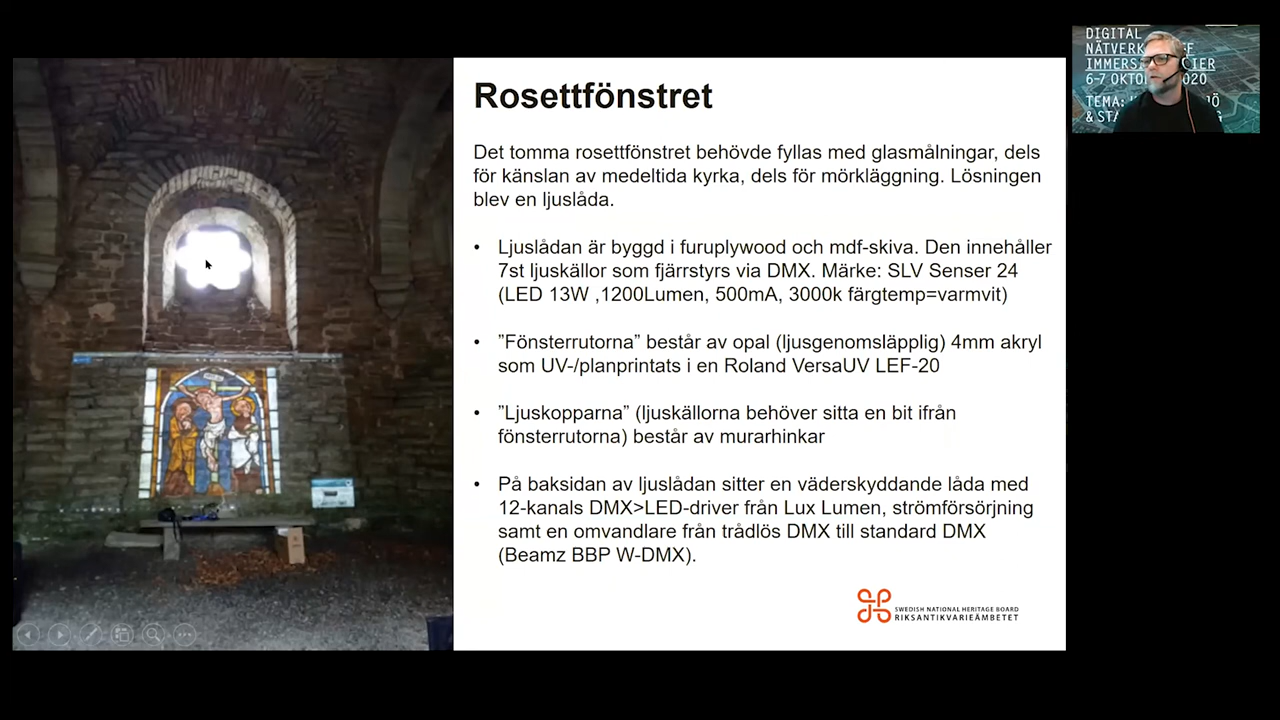 Rosettfönstret
Det tomma rosettfönstret behövde fyllas med glasmålningar, dels
för känslan av medeltida kyrka, dels för mörkläggning. Lösningen
blev en ljuslåda.
• Ljuslådan är byggd i furuplywood och mdf-skiva. Den innehåller
7st ljuskällor som fjärrstyrs via DMX. Märke: SLV Senser 24
(LED 13W ,1200Lumen, 500mA, 3000k färgtemp=varmvit)
• ”Fönsterrutorna” består av opal (ljusgenomsläpplig) 4mm akryl
som UV-/planprintats i en Roland VersaUV LEF-20
• ”Ljuskopparna” (ljuskällorna behöver sitta en bit ifrån
fönsterrutorna) består av murarhinkar
• På baksidan av ljuslådan sitter en väderskyddande låda med
12-kanals DMX>LED-driver från Lux Lumen, strömförsörjning
samt en omvandlare från trådlös DMX till standard DMX
(Beamz BBP W-DMX).
SWEDISH NATIONAL HERITAGE BOARD
RIKSANTIKVARIEÄMBETET
DIGITAL
6-7 2020
TEMA: